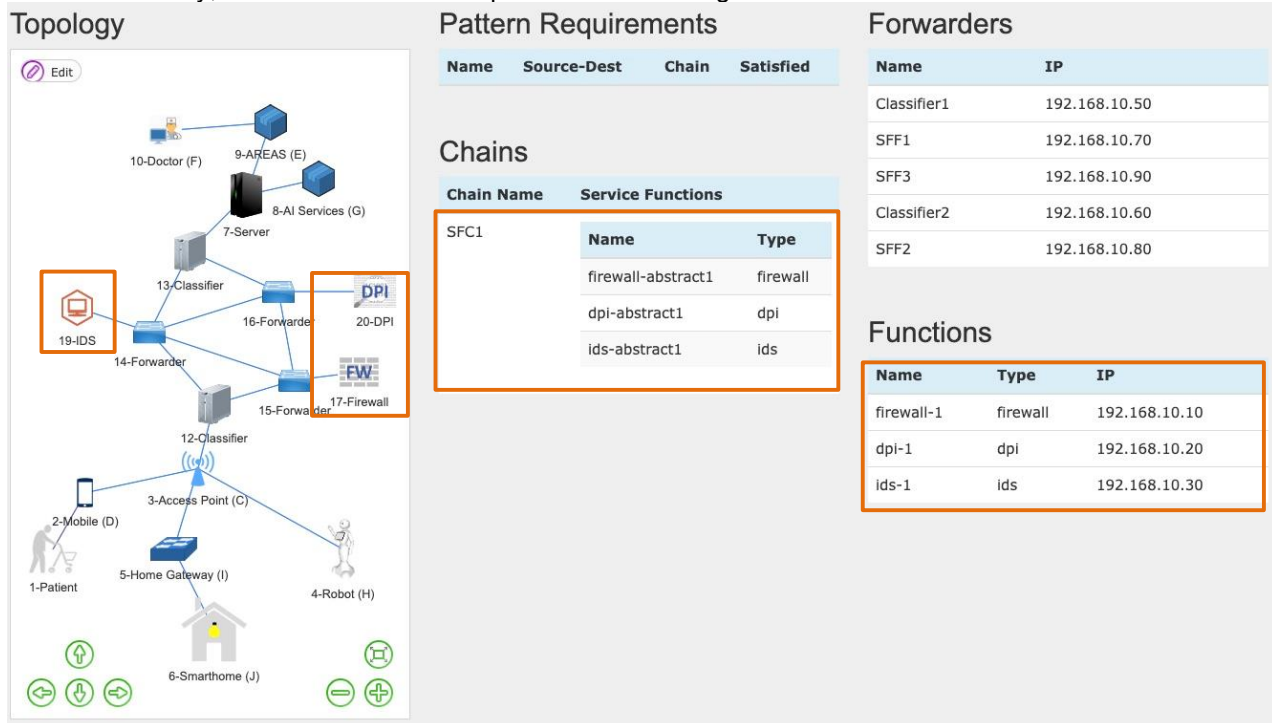 Topology
Edit
10-Doctor (F)
9-AREAS (E)
8-AI Services (G)
7-Server
13-Classifier
DPI
16-Forwarder
20-DPI
19-IDS
14-Forwarder
FW
15-Forwarder
17-Firewall
12-Classifier
3-Access Point (C)
2-Mobile (D)
1-Patient
5-Home Gateway (I)
4-Robot (H)
6-Smarthome (J)
Pattern Requirements
Name Source-Dest Chain Satisfied
Chains
Chain Name Service Functions
SFC1
Name Type
firewall-abstract1 firewall
dpi-abstract1 dpi
ids-abstract1 ids
Forwarders
Name IP
Classifier1 192.168.10.50
SFF1 192.168.10.70
SFF3 192.168.10.90
Classifier2 192.168.10.60
SFF2 192.168.10.80
Functions
Name Type IP
firewall-1 firewall 192.168.10.10
dpi-1 dpi 192.168.10.20
ids-1 ids 192.168.10.30